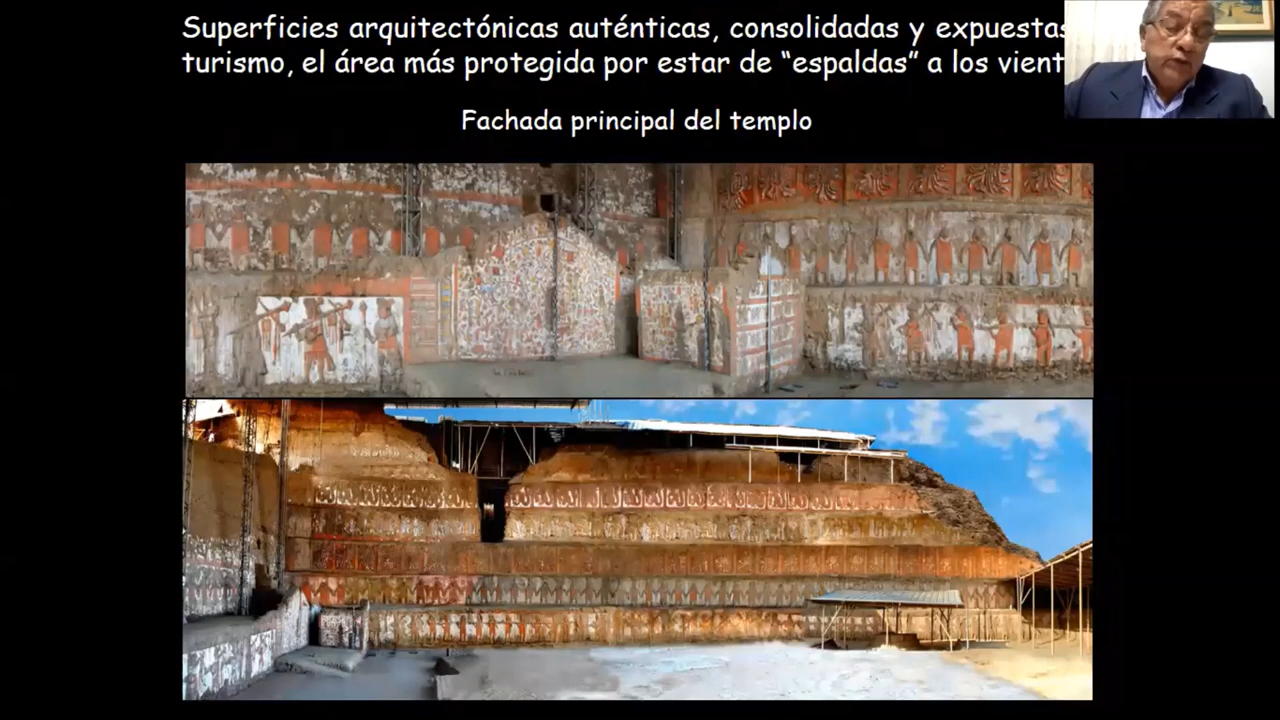 Superficies arquitectónicas auténticas, consolidadas y expuestas
turismo, el área más protegida por estar de “espaldas” a los
Fachada principal del templo